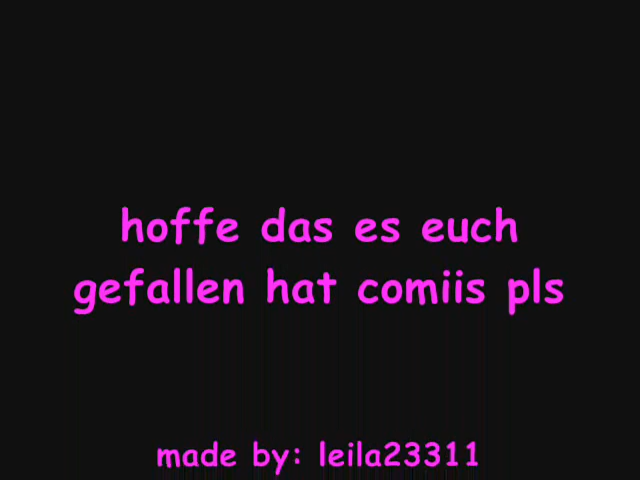 hoffe das es euch
gefallen hat comiis pls
made by: leila23311